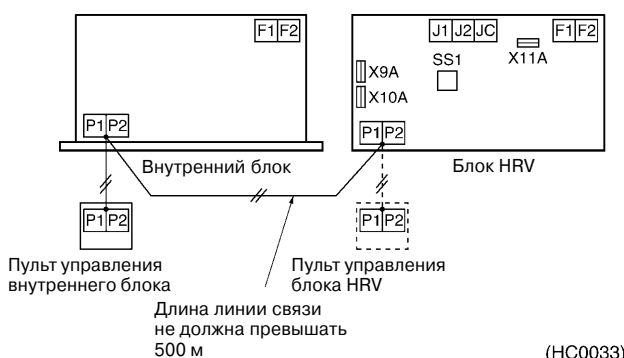 F1 F2
J1 J2 JC
F1 F2
SS1
X11A
X9A
X10A
P1 P2
P1 P2
Внутренний блок
Блок HRV
P1 P2
P1 P2
Пульт управления
внутреннего блока
Пульт управления
блока HRV
Длина линии связи
не должна превышать
500 м
(HC0033)